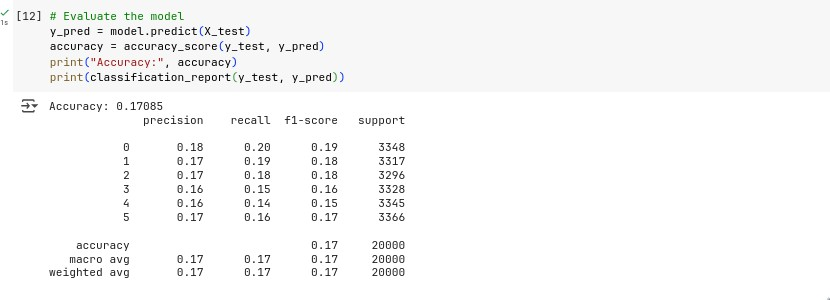 [12] # Evaluate the model
1s
y_pred = model.predict(X_test)
accuracy = accuracy_score(y_test, y_pred)
print("Accuracy:", accuracy)
print(classification_report(y_test, y_pred))
Accuracy: 0.17085
precision recall f1-score support
0 0.18 0.20 0.19 3348
1 0.17 0.19 0.18 3317
2 0.17 0.18 0.18 3296
3 0.16 0.15 0.16 3328
4 0.16 0.14 0.15 3345
5 0.17 0.16 0.17 3366
accuracy 0.17 20000
macro avg 0.17 0.17 0.17 20000
weighted avg 0.17 0.17 0.17 20000